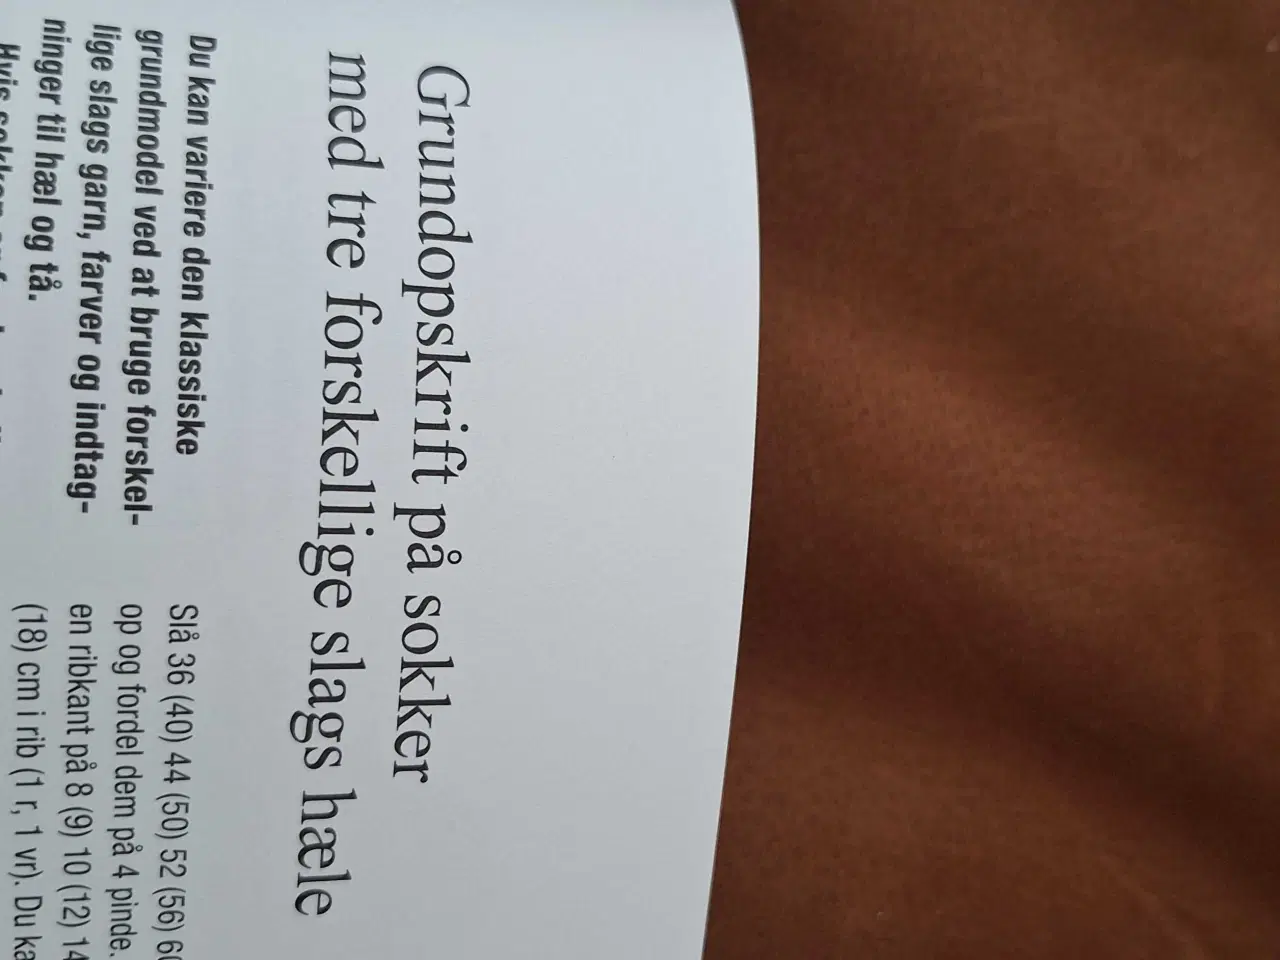 Grundopskrift på sokker
med tre forskellige slags hæle
Du kan variere den klassiske
grundmodel ved at bruge forskel-
lige slags garn, farver og indtag-
ninger til hæl og tå.
Hvis
Slå 36 (40) 44 (50) 52 (56)
op og fordel dem på 4 pinde.
en ribkant på 8 (9) 10 (12) 14
(18) cm i rib (1 r, 1 vr). Du